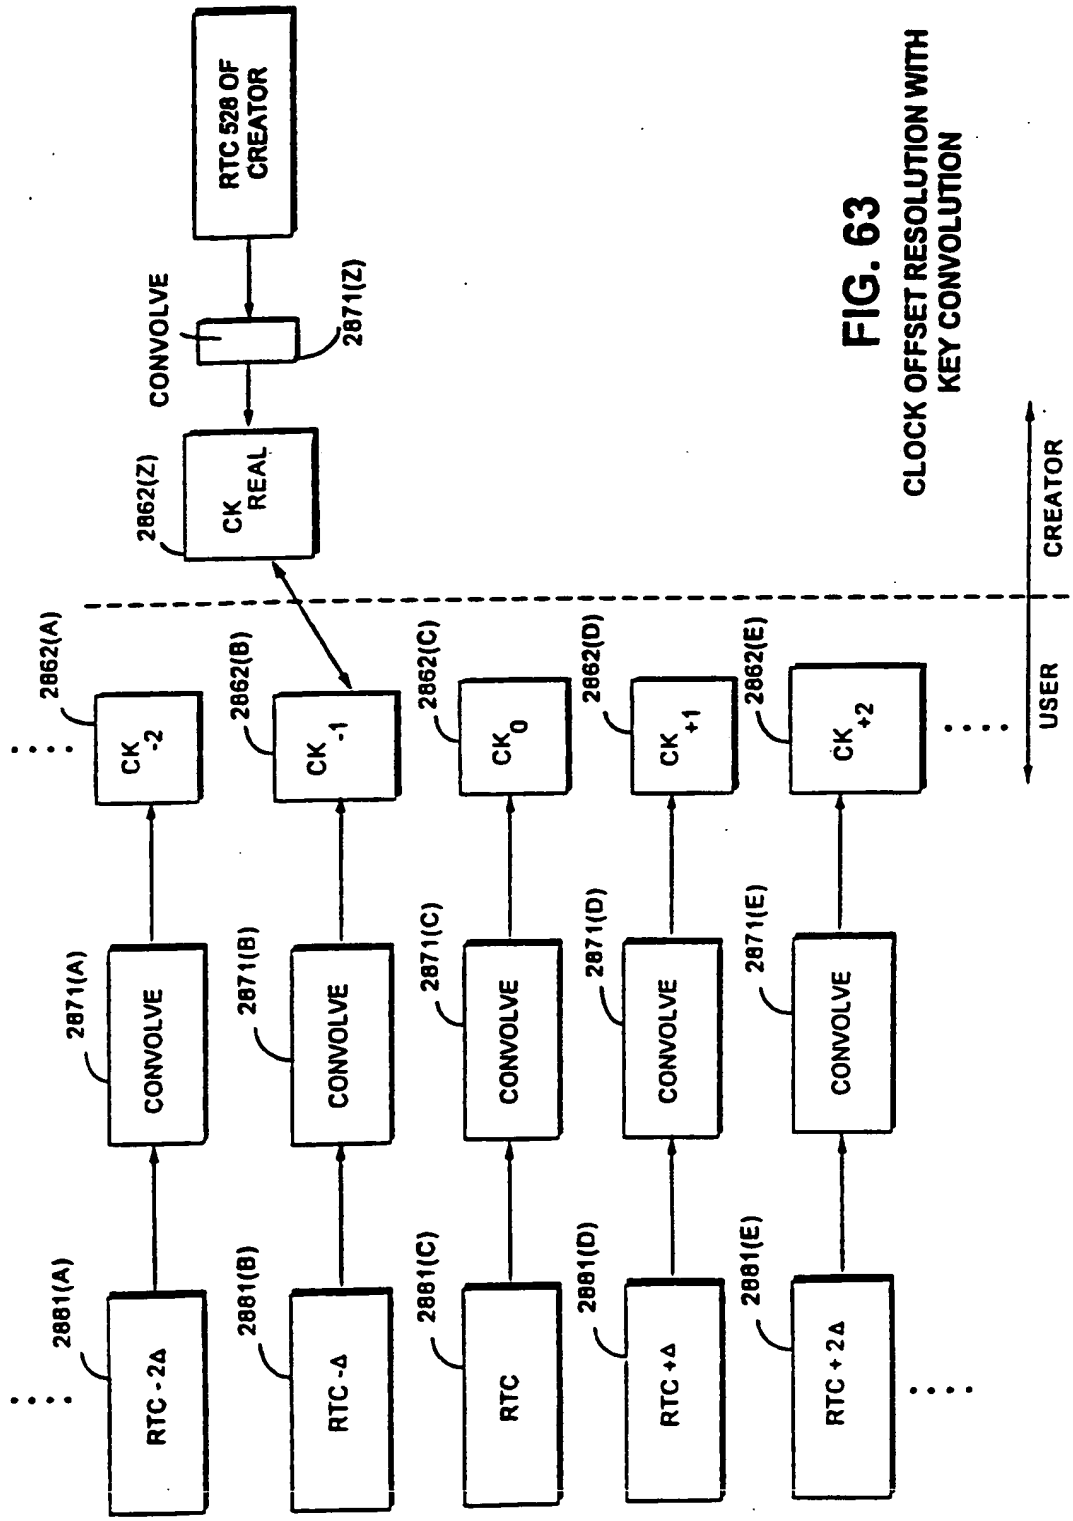 2881(A)
RTC - 2Δ
2871(A)
CONVOLVE
2862(A)
CK -2
2881(B)
RTC -Δ
2871(B)
CONVOLVE
2862(B)
CK -1
2881(C)
RTC
2871(C)
CONVOLVE
2862(C)
CK0
2881(D)
RTC +Δ
2871(D)
CONVOLVE
2862(D)
CK +1
2881(E)
RTC + 2Δ
2871(E)
CONVOLVE
2862(E)
CK +2
2862(Z)
CK REAL
CONVOLVE
2871(Z)
RTC 528 OF
CREATOR
USER
CREATOR
FIG. 63
CLOCK OFFSET RESOLUTION WITH
KEY CONVOLUTION